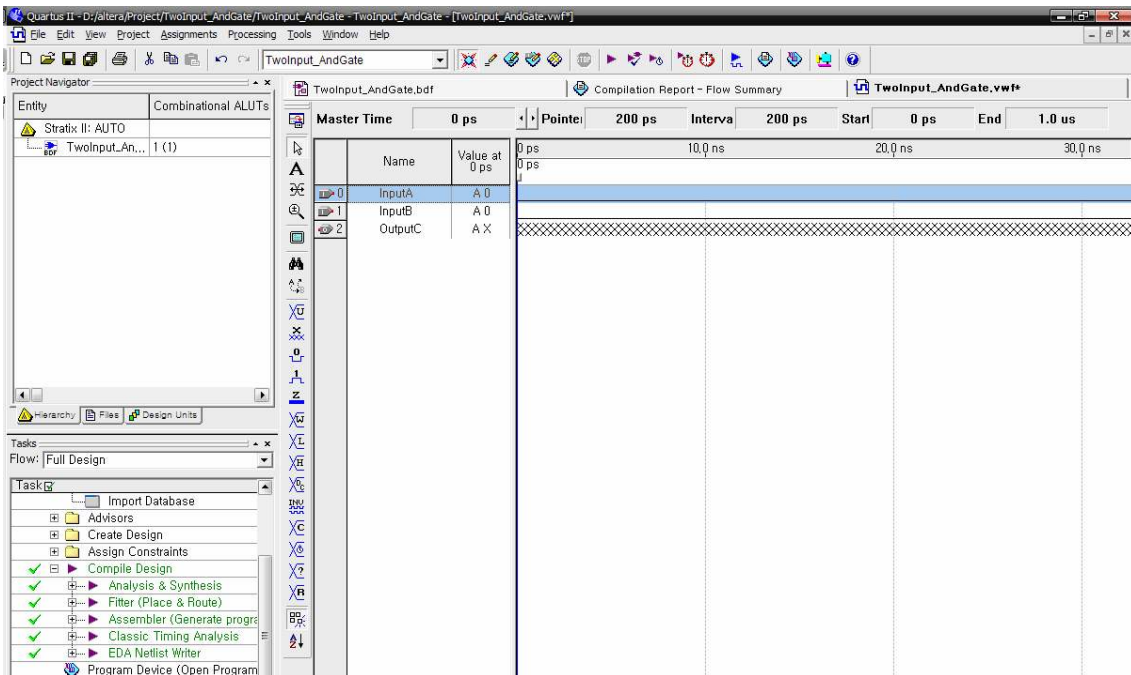 Quartus II - D:/altera/Project/TwoInput_AndGate/TwoInput_AndGate - TwoInput_AndGate - [TwoInput_AndGate.vwf*]
File Edit View Project Assignments Processing Tools Window Help
TwoInput_AndGate
Project Navigator
Entity Combinational ALUTs
Stratix II: AUTO
TwoInput_An... 1 (1)
Hierarchy Files Design Units
Tasks
Flow: Full Design
Task
Import Database
Advisors
Create Design
Assign Constraints
Compile Design
Analysis & Synthesis
Fitter (Place & Route)
Assembler (Generate progra
Classic Timing Analysis
EDA Netlist Writer
Program Device (Open Program
TwoInput_AndGate.bdf Compilation Report - Flow Summary TwoInput_AndGate.vwf*
Master Time 0 ps Pointer 200 ps Interva 200 ps Start 0 ps End 1.0 us
Name Value at 0 ps
0 ps 10.0 ns 20.0 ns 30.0 ns
0 ps
0 InputA A 0
1 InputB A 0
2 OutputC A X